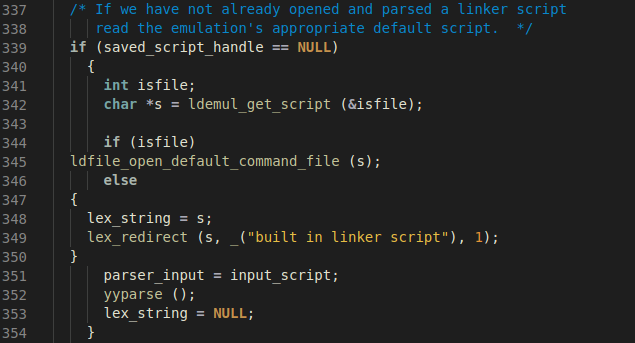 337 /* If we have not already opened and parsed a linker script
338 read the emulation's appropriate default script.  */
339 if (saved_script_handle == NULL)
340 {
341 int isfile;
342 char *s = ldemul_get_script (&isfile);
343
344 if (isfile)
345 ldfile_open_default_command_file (s);
346 else
347 {
348 lex_string = s;
349 lex_redirect (s, _("built in linker script"), 1);
350 }
351 parser_input = input_script;
352 yyparse ();
353 lex_string = NULL;
354 }